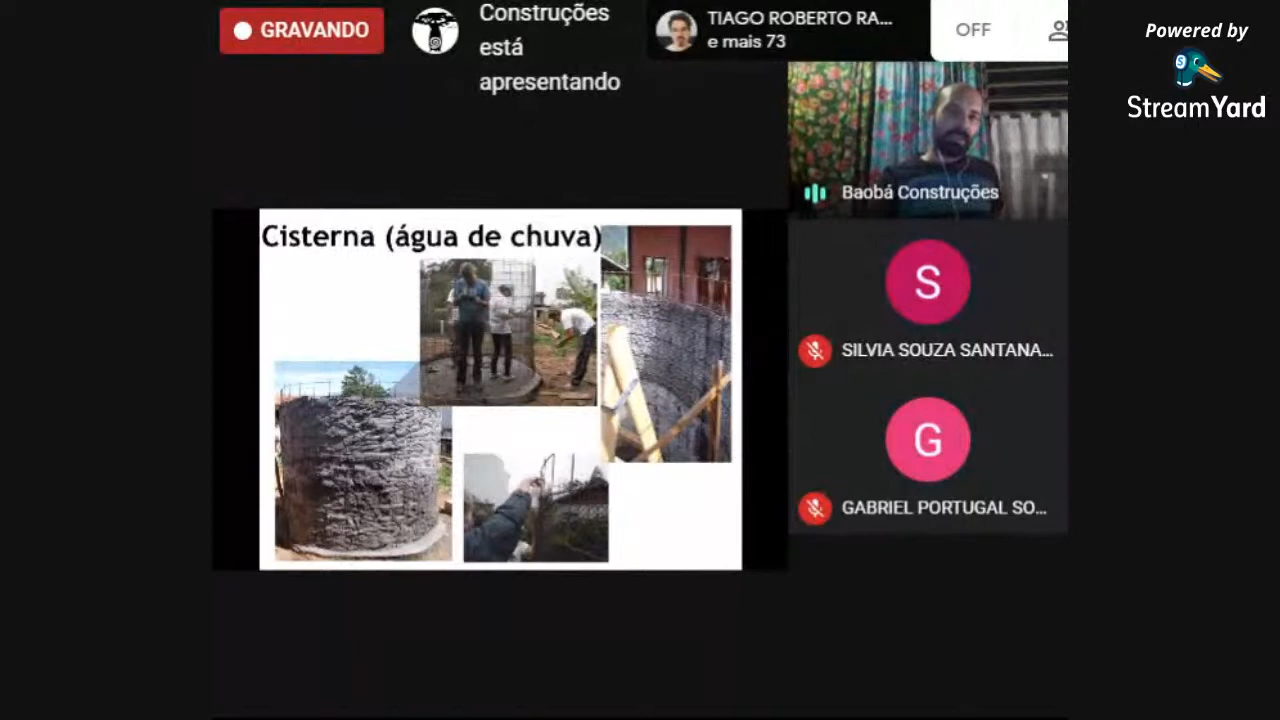 GRAVANDO
Construções
está
apresentando
TIAGO ROBERTO RA...
e mais 73
OFF
Powered by
S
StreamYard
Baobá Construções
Cisterna (água de chuva)
S
SILVIA SOUZA SANTANA...
G
GABRIEL PORTUGAL SO...